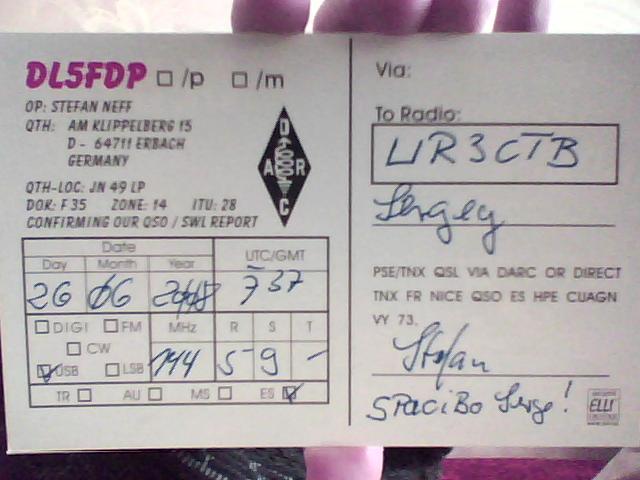 DL5FDP □/p □/m
OP: STEFAN NEFF
QTH: AM KLIPPELBERG 15
D - 64711 ERBACH
GERMANY
QTH-LOC: JN 49 LP
DOK: F 35 ZONE: 14 ITU: 28
CONFIRMING OUR QSO / SWL REPORT
D A R C
Date UTC/GMT
Day Month Year
26 06 737
DIGI FM MHz R S T
CW
USB LSB 144 5 9 -
TR AU MS ES
Via:
To Radio:
UR3CTB
Sergey
PSE/TNX QSL VIA DARC OR DIRECT
TNX FR NICE QSO ES HPE CUAGN
VY 73,
Stefan
SPACiBO Serge!
ELLI